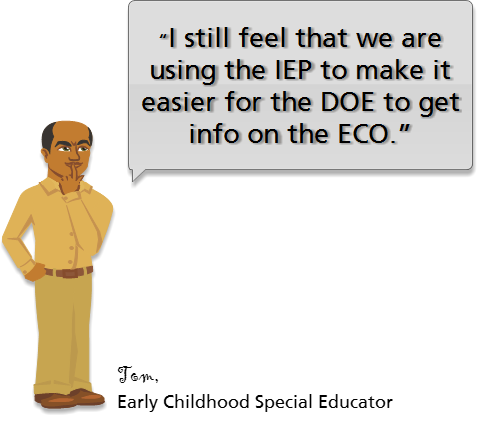 “I still feel that we are
using the IEP to make it
easier for the DOE to get
info on the ECO.”
Tom,
Early Childhood Special Educator